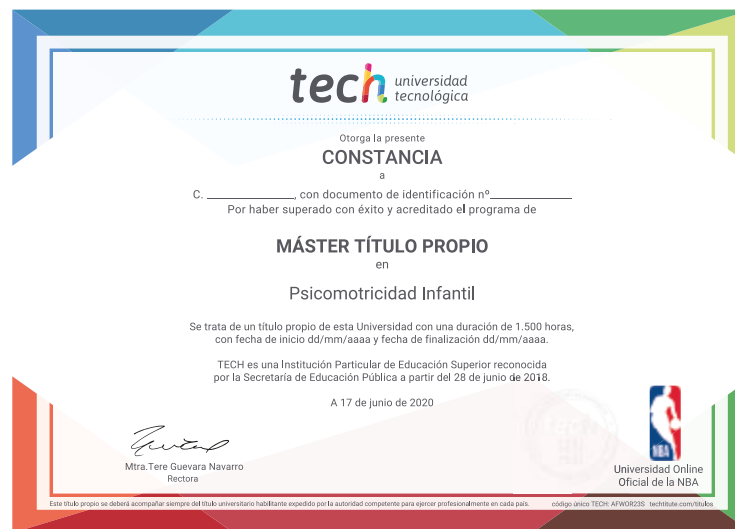 tech universidad
tecnológica
Otorga la presente
CONSTANCIA
a
C. ________________, con documento de identificación nº______________
Por haber superado con éxito y acreditado el programa de
MÁSTER TÍTULO PROPIO
en
Psicomotricidad Infantil
Se trata de un título propio de esta Universidad con una duración de 1.500 horas,
con fecha de inicio dd/mm/aaaa y fecha de finalización dd/mm/aaaa.
TECH es una Institución Particular de Educación Superior reconocida
por la Secretaría de Educación Pública a partir del 28 de junio de 2018.
A 17 de junio de 2020
Mtra.Tere Guevara Navarro
Rectora
NBA
Universidad Online
Oficial de la NBA
Este título propio se deberá acompañar siempre del título universitario habilitante expedido por la autoridad competente para ejercer profesionalmente en cada país. código único TECH: AFWOR23S techtitute.com/titulos